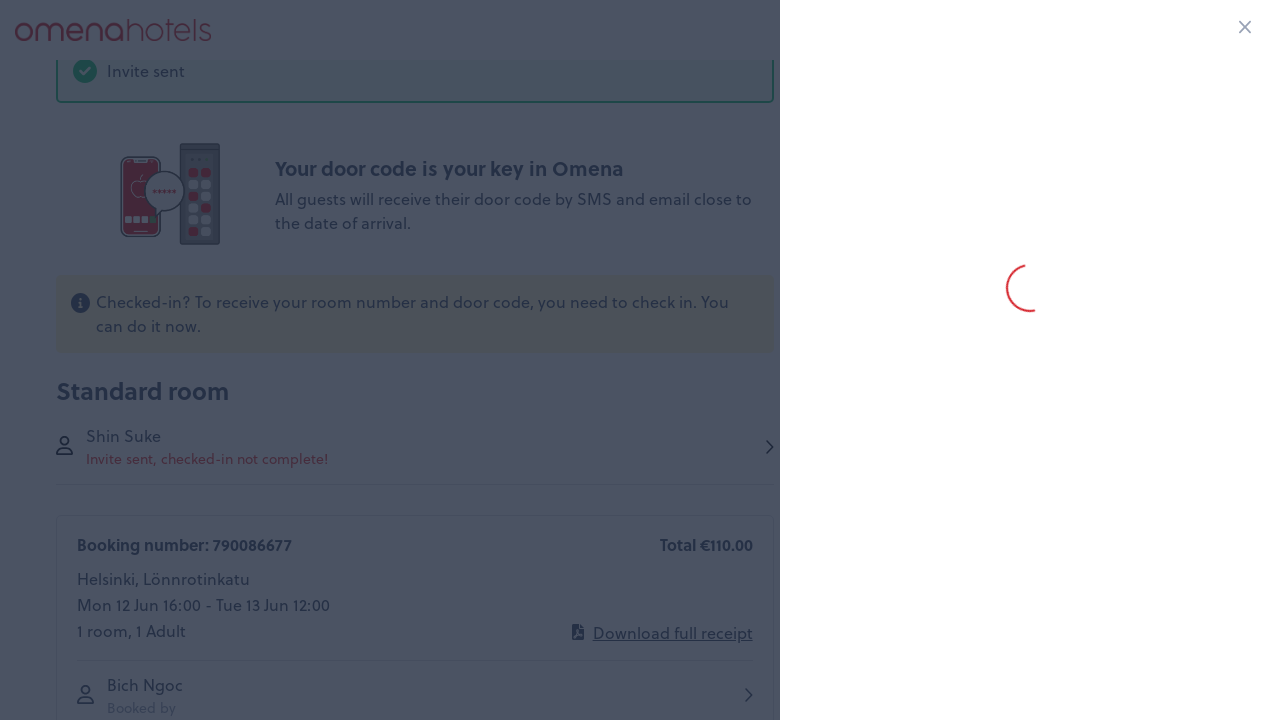 omenahotels
Invite sent
Your door code is your key in Omena
All guests will receive their door code by SMS and email close to
the date of arrival.
Checked-in? To receive your room number and door code, you need to check in. You
can do it now.
Standard room
Shin Suke
Invite sent, checked-in not complete!
Booking number: 790086677
Total €110.00
Helsinki, Lönnrotinkatu
Mon 12 Jun 16:00 - Tue 13 Jun 12:00
1 room, 1 Adult
Download full receipt
Bich Ngoc
Booked by